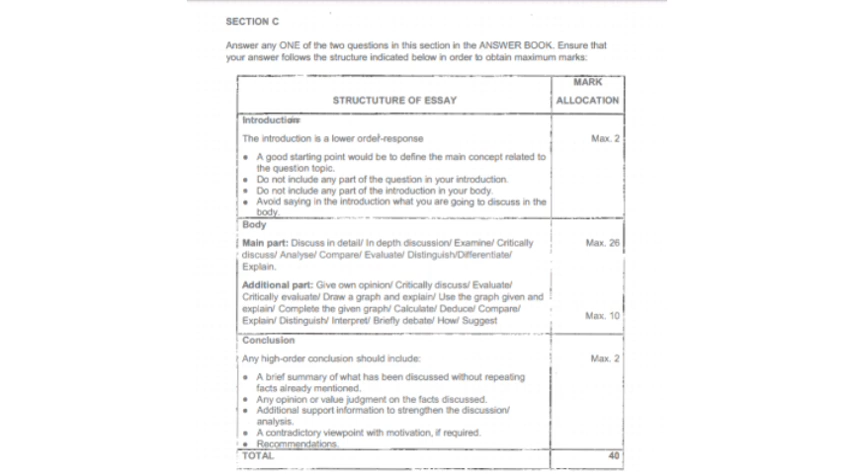 SECTION C
Answer any ONE of the two questions in this section in the ANSWER BOOK. Ensure that
your answer follows the structure indicated below in order to obtain maximum marks:
MARK
STRUCTUTURE OF ESSAY ALLOCATION
Introduction
The introduction is a lower order-response Max. 2
• A good starting point would be to define the main concept related to
the question topic.
• Do not include any part of the question in your introduction.
• Do not include any part of the introduction in your body.
• Avoid saying in the introduction what you are going to discuss in the
body.
Body
Main part: Discuss in detail/ In depth discussion/ Examine/ Critically Max. 26
discuss/ Analyse/ Compare/ Evaluate/ Distinguish/Differentiate/
Explain.
Additional part: Give own opinion/ Critically discuss/ Evaluate/
Critically evaluate/ Draw a graph and explain/ Use the graph given and
explain/ Complete the given graph/ Calculate/ Deduce/ Compare/
Explain/ Distinguish/ Interpret/ Briefly debate/ How/ Suggest Max. 10
Conclusion
Any high-order conclusion should include: Max. 2
• A brief summary of what has been discussed without repeating
facts already mentioned.
• Any opinion or value judgment on the facts discussed.
• Additional support information to strengthen the discussion/
analysis.
• A contradictory viewpoint with motivation, if required.
• Recommendations.
TOTAL 40